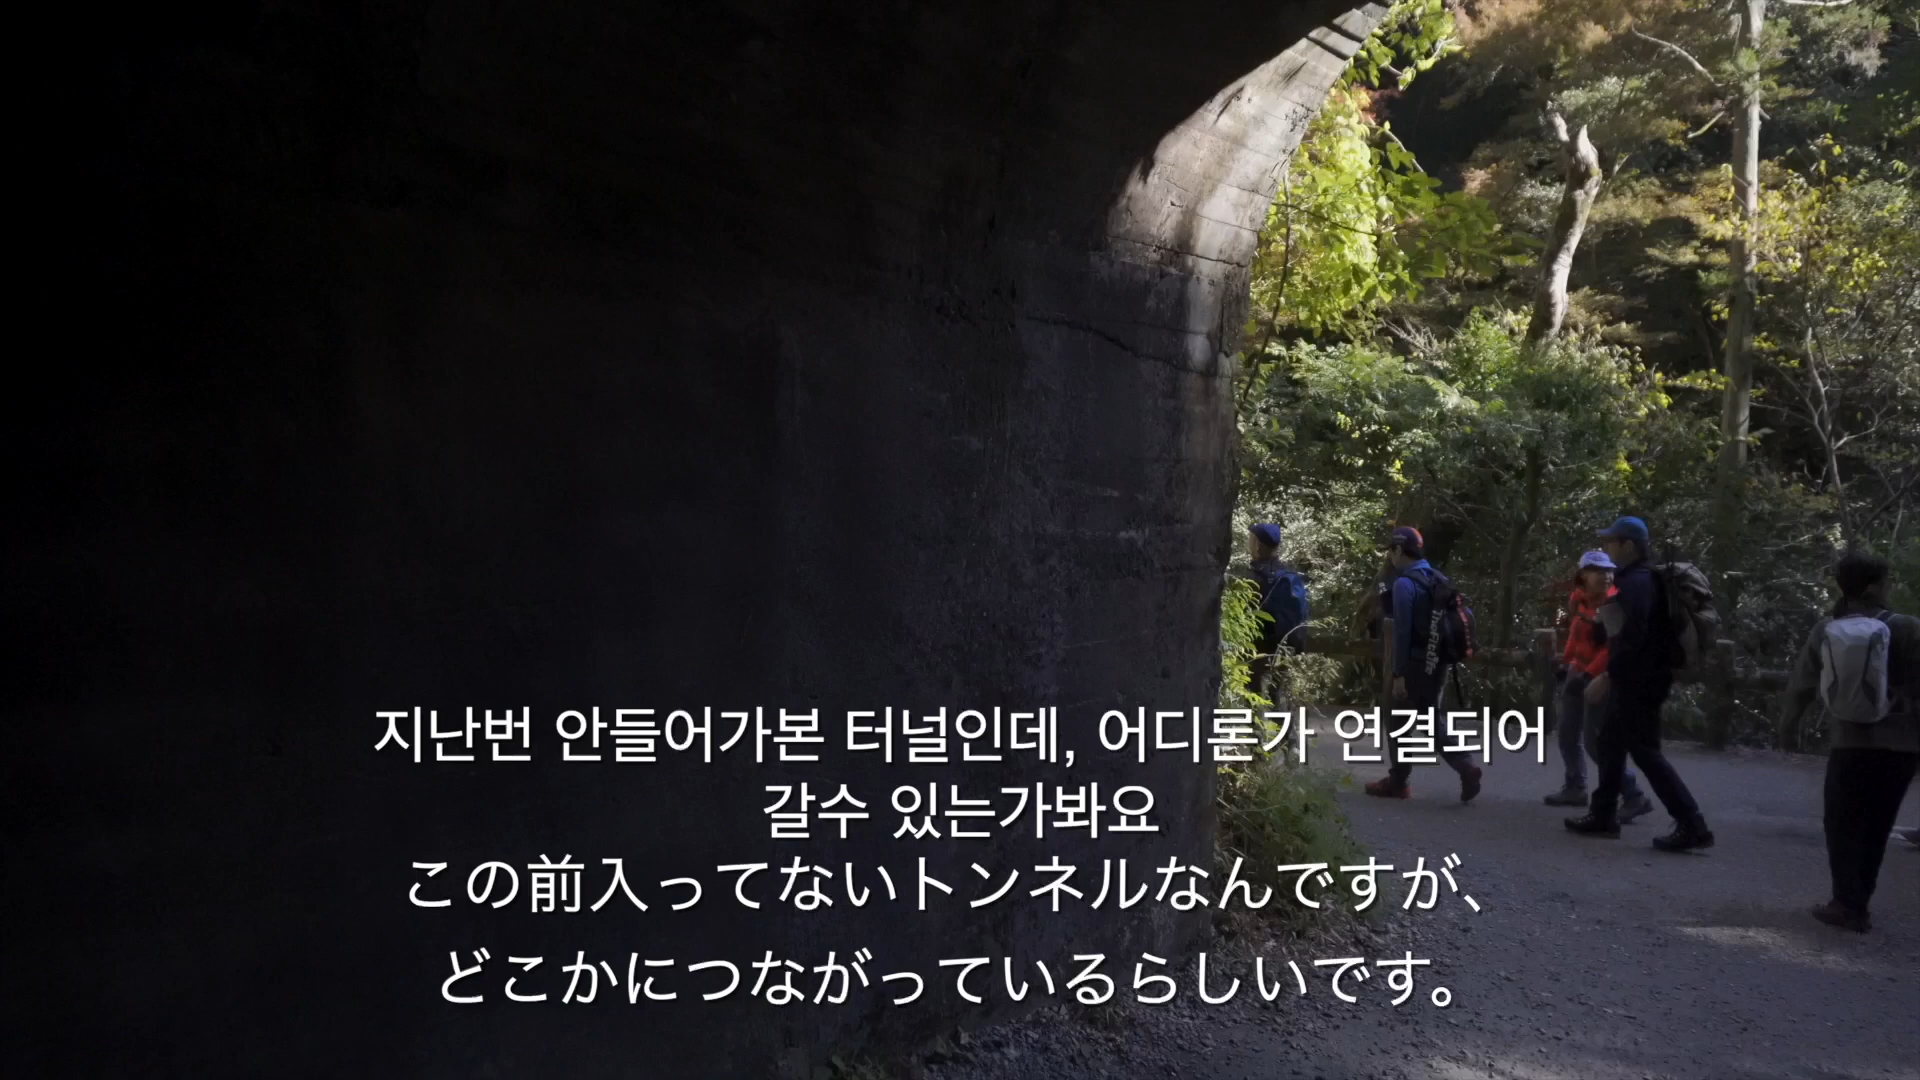 지난번 안들어가본 터널인데, 어디론가 연결되어
갈수 있는가봐요
この前入ってないトンネルなんですが、
どこかにつながっているらしいです。